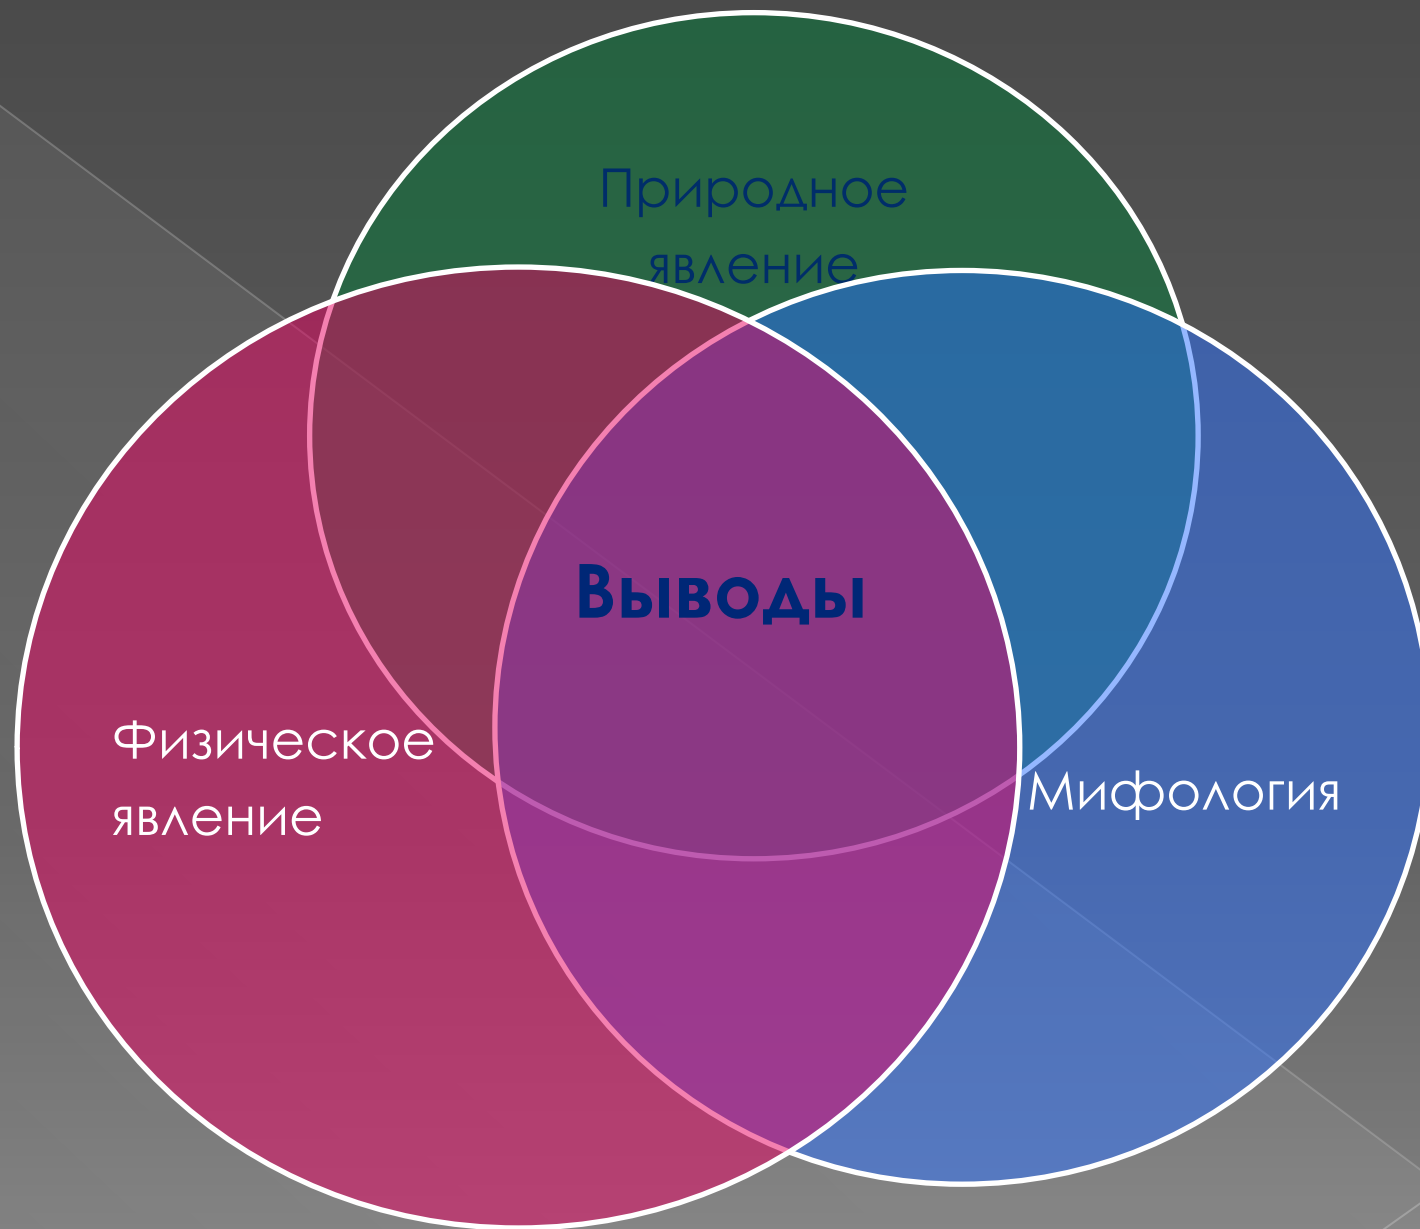 Природное
явление
Выводы
Физическое
явление
Мифология